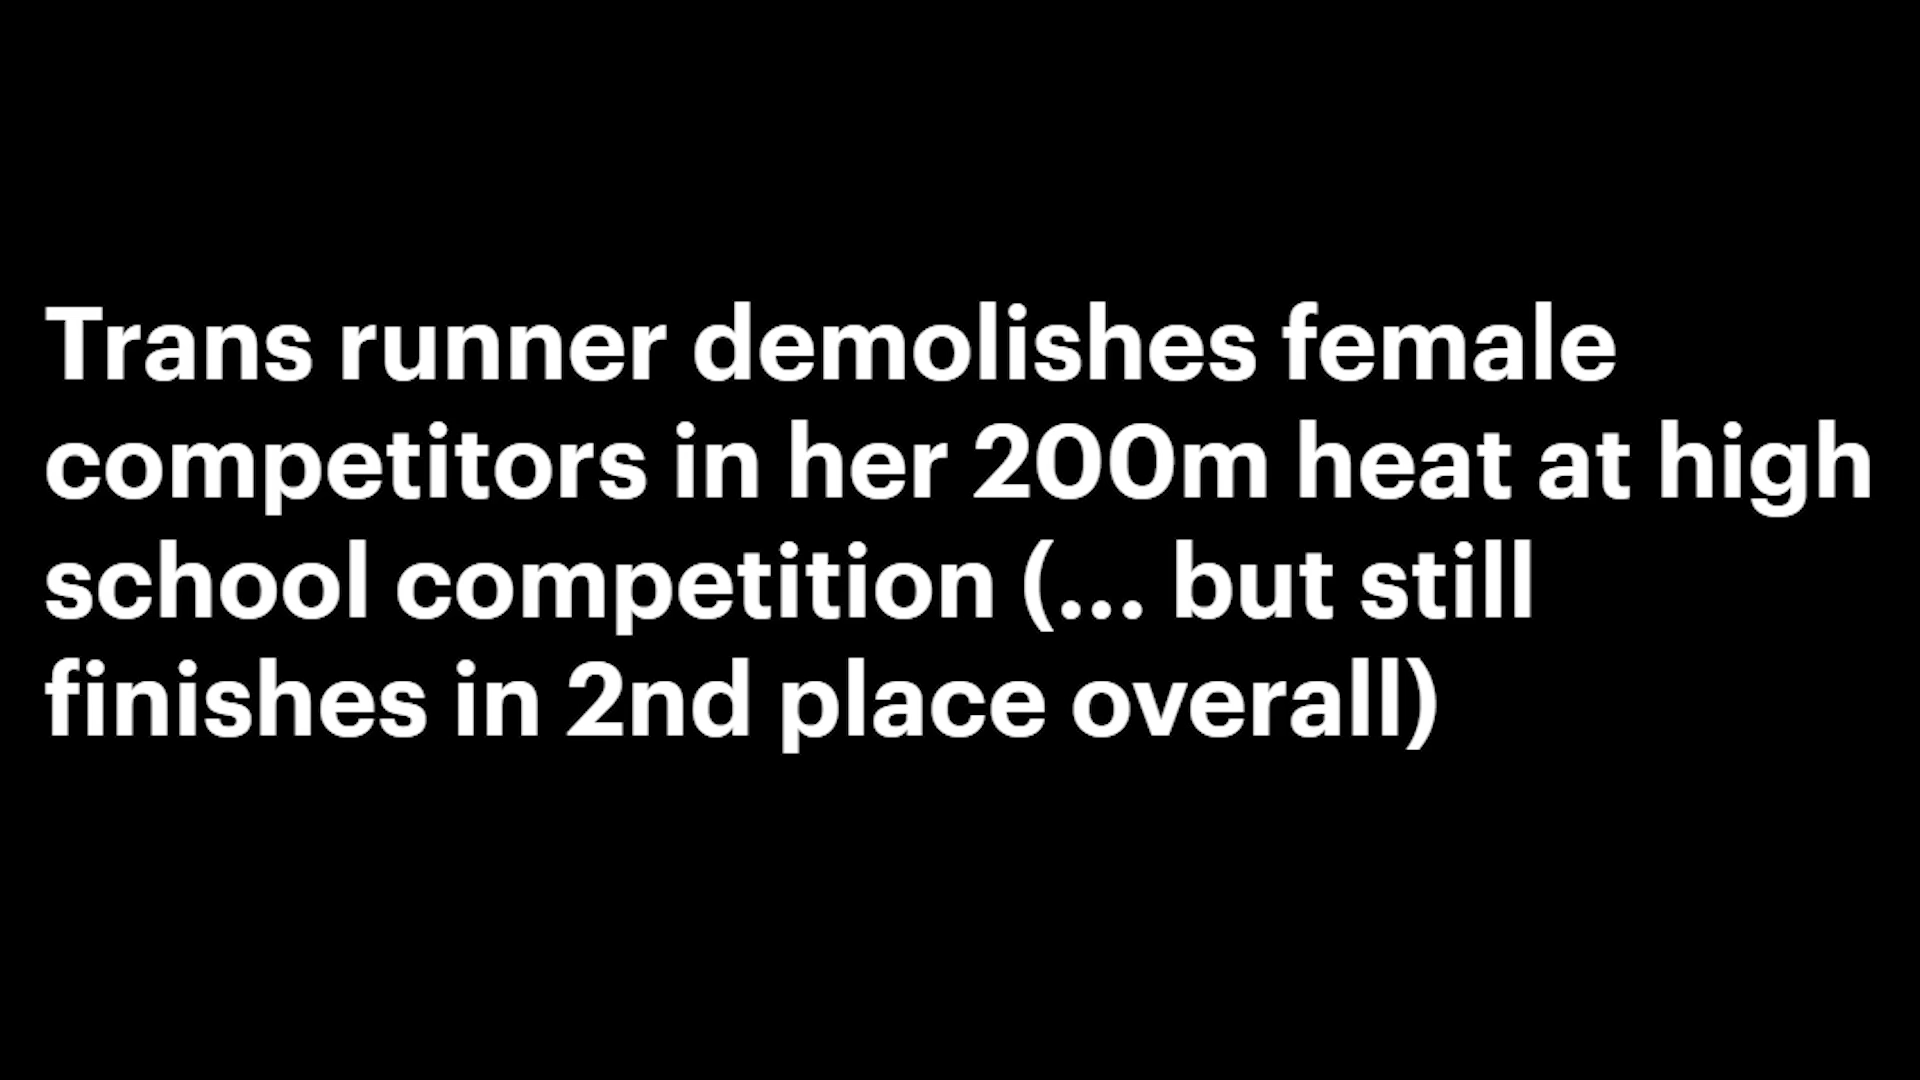 Trans runner demolishes female
competitors in her 200m heat at high
school competition (... but still
finishes in 2nd place overall)